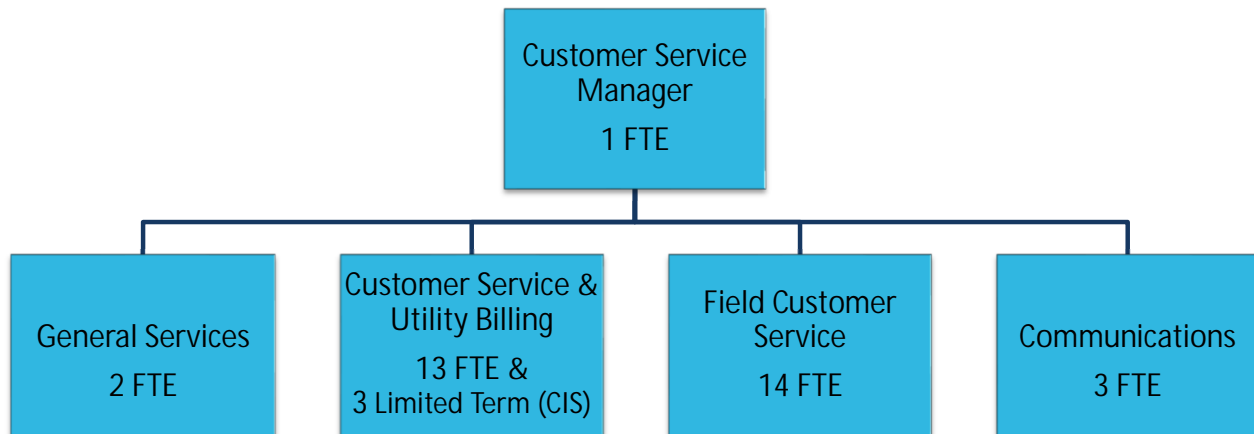 Customer Service
Manager
1 FTE
General Services
2 FTE
Customer Service &
Utility Billing
13 FTE &
3 Limited Term (CIS)
Field Customer
Service
14 FTE
Communications
3 FTE